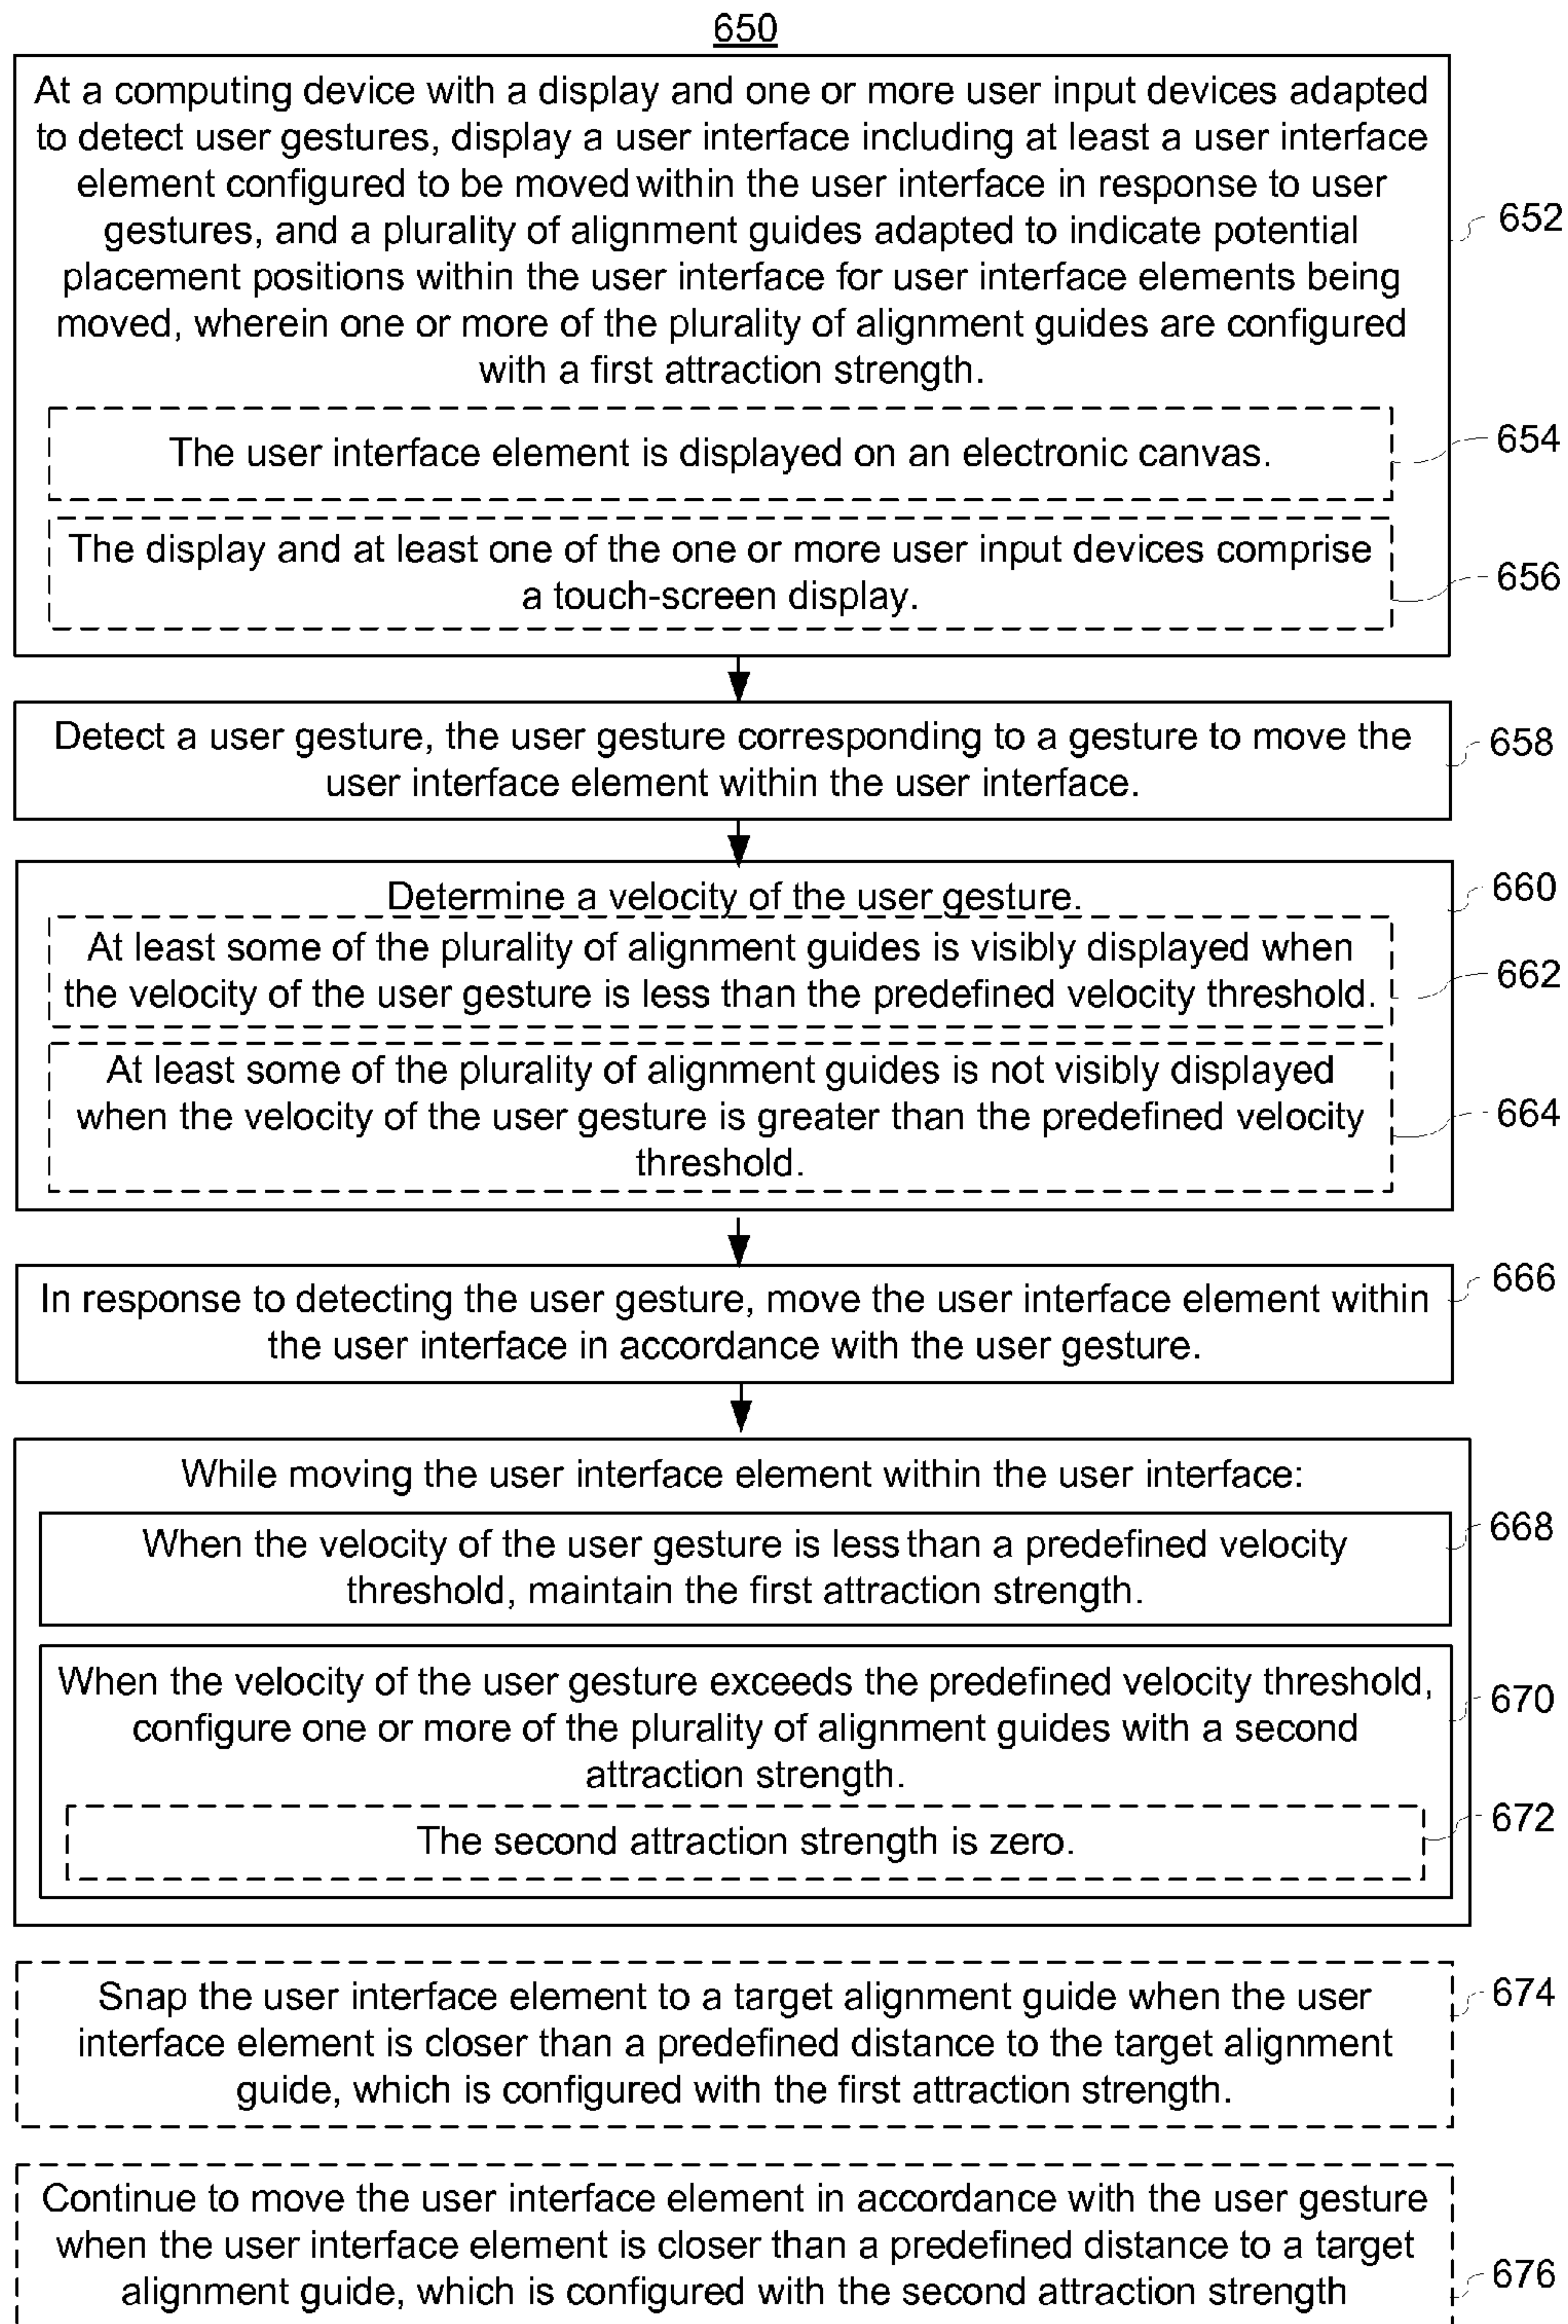 650
At a computing device with a display and one or more user input devices adapted
to detect user gestures, display a user interface including at least a user interface
element configured to be moved within the user interface in response to user
gestures, and a plurality of alignment guides adapted to indicate potential
placement positions within the user interface for user interface elements being
moved, wherein one or more of the plurality of alignment guides are configured
with a first attraction strength.
652
The user interface element is displayed on an electronic canvas.
654
The display and at least one of the one or more user input devices comprise
a touch-screen display.
656
Detect a user gesture, the user gesture corresponding to a gesture to move the
user interface element within the user interface.
658
Determine a velocity of the user gesture.
660
At least some of the plurality of alignment guides is visibly displayed when
the velocity of the user gesture is less than the predefined velocity threshold.
662
At least some of the plurality of alignment guides is not visibly displayed
when the velocity of the user gesture is greater than the predefined velocity
threshold.
664
In response to detecting the user gesture, move the user interface element within
the user interface in accordance with the user gesture.
666
While moving the user interface element within the user interface:
When the velocity of the user gesture is less than a predefined velocity
threshold, maintain the first attraction strength.
668
When the velocity of the user gesture exceeds the predefined velocity threshold,
configure one or more of the plurality of alignment guides with a second
attraction strength.
670
The second attraction strength is zero.
672
Snap the user interface element to a target alignment guide when the user
interface element is closer than a predefined distance to the target alignment
guide, which is configured with the first attraction strength.
674
Continue to move the user interface element in accordance with the user gesture
when the user interface element is closer than a predefined distance to a target
alignment guide, which is configured with the second attraction strength
676